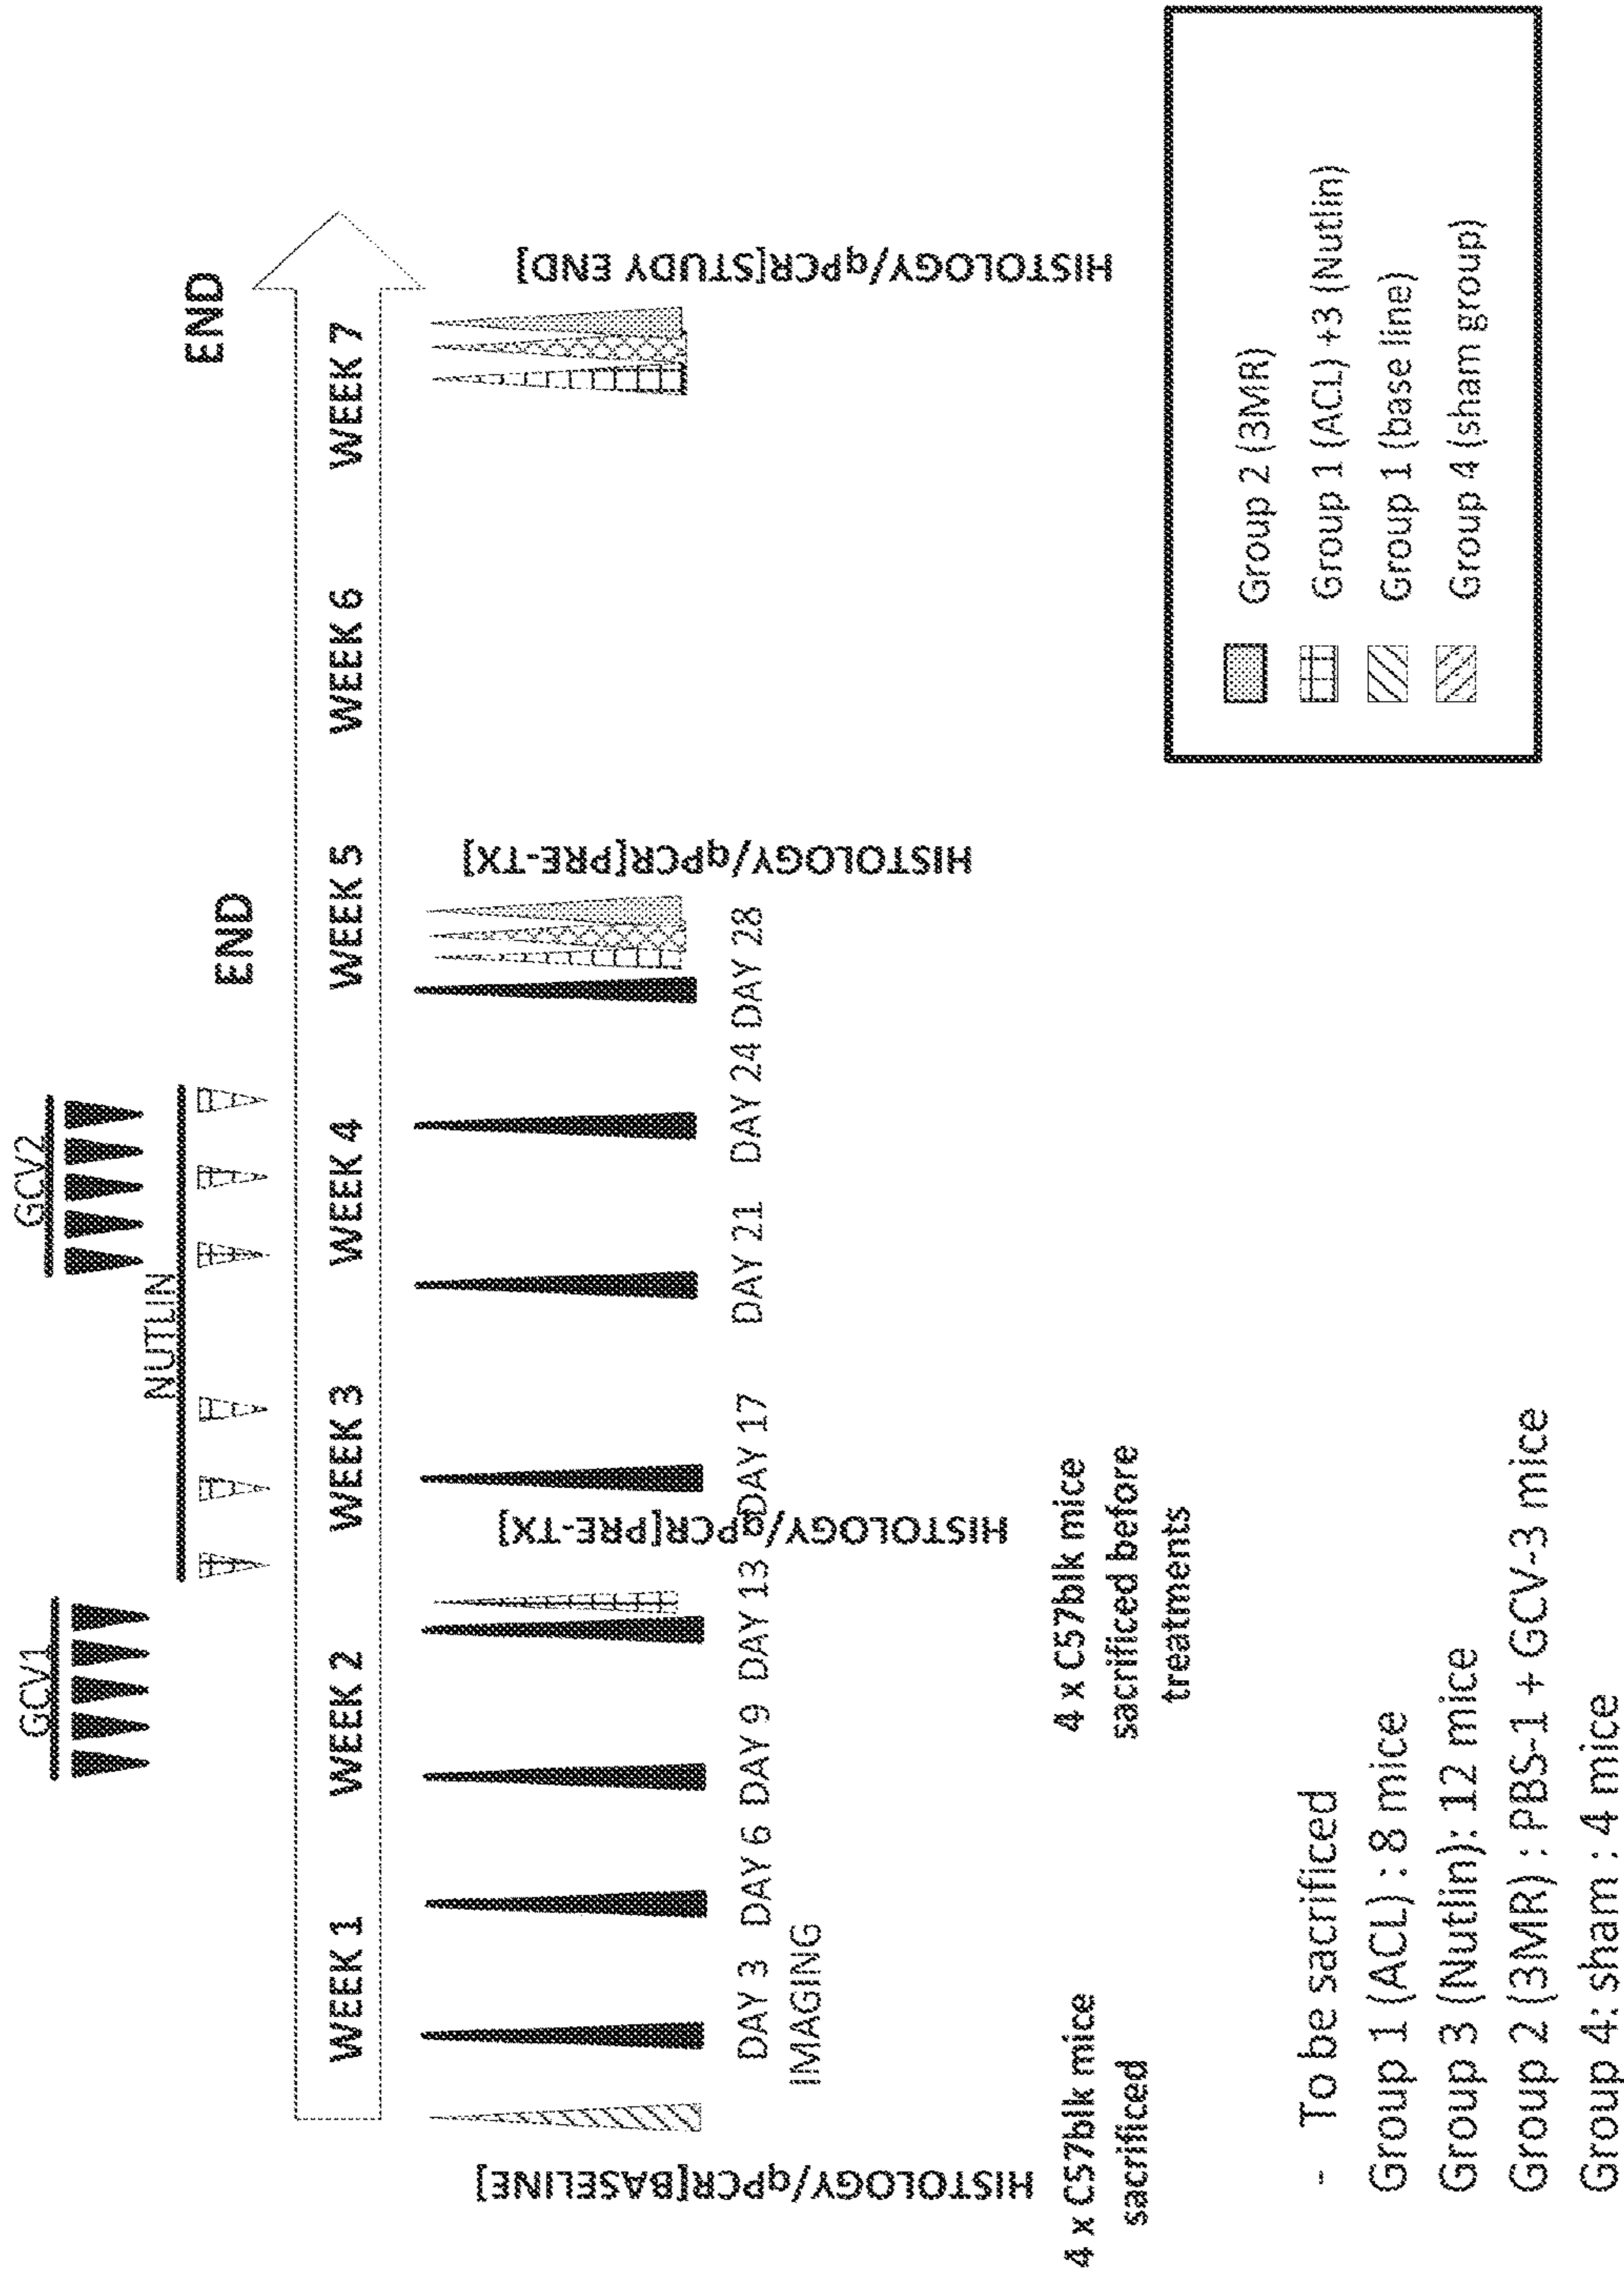 GCV1
GCV2
NUTLIN
END
END
WEEK 1
WEEK 2
WEEK 3
WEEK 4
WEEK 5
WEEK 6
WEEK 7
HISTOLOGY/qPCR[BASELINE]
HISTOLOGY/qPCR[PRE-TX]
HISTOLOGY/qPCR[PRE-TX]
HISTOLOGY/qPCR[STUDY END]
DAY 3
DAY 6
DAY 9
DAY 13
DAY 17
DAY 21
DAY 24
DAY 28
IMAGING
4 x C57blk mice
sacrificed
4 x C57blk mice
sacrificed before
treatments
- To be sacrificed
Group 1 (ACL) : 8 mice
Group 3 (Nutlin): 12 mice
Group 2 (3MR) : PBS-1 + GCV-3 mice
Group 4: sham : 4 mice
Group 2 (3MR)
Group 1 (ACL) +3 (Nutlin)
Group 1 (base line)
Group 4 (sham group)